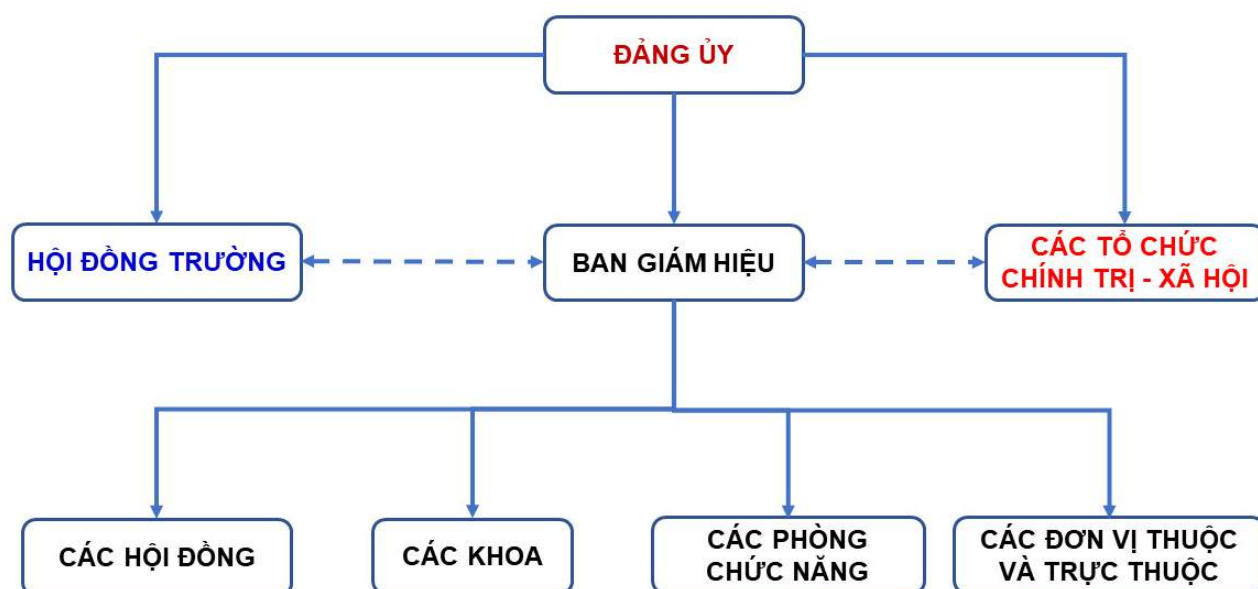 ĐẢNG ỦY
HỘI ĐỒNG TRƯỜNG
BAN GIÁM HIỆU
CÁC TỔ CHỨC
CHÍNH TRỊ - XÃ HỘI
CÁC HỘI ĐỒNG
CÁC KHOA
CÁC PHÒNG
CHỨC NĂNG
CÁC ĐƠN VỊ THUỘC
VÀ TRỰC THUỘC